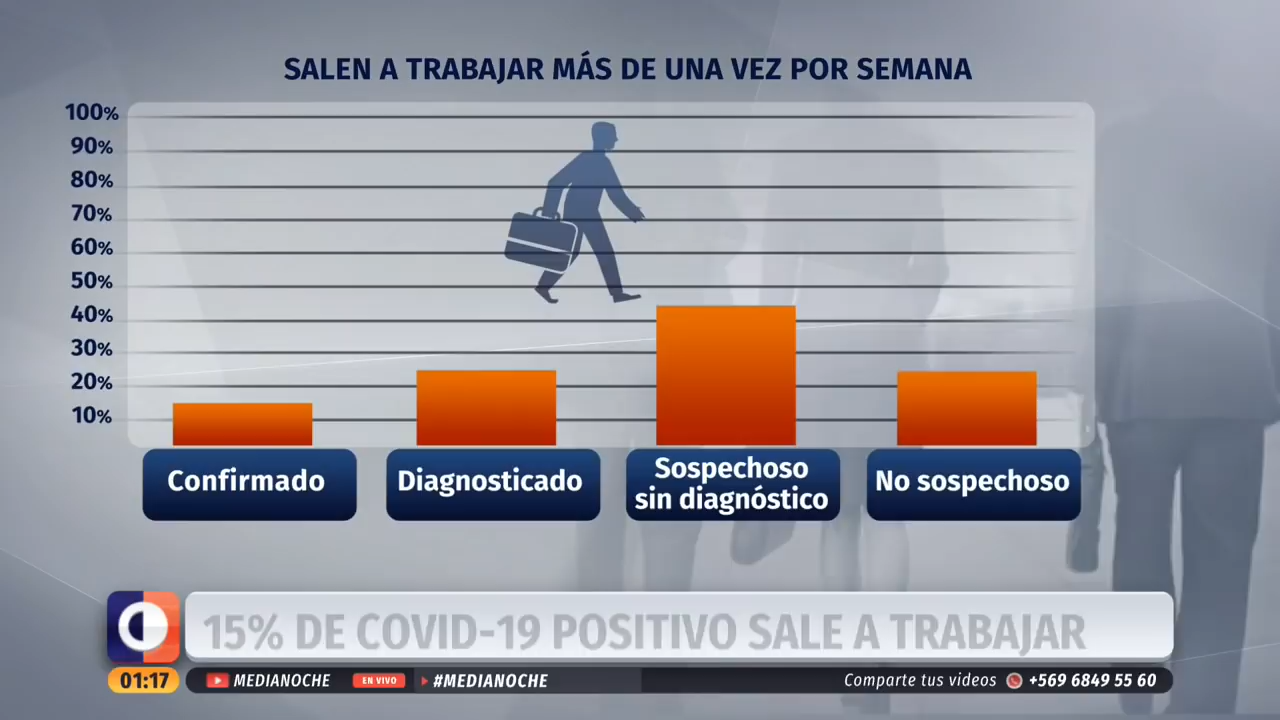 SALEN A TRABAJAR MÁS DE UNA VEZ POR SEMANA
100%
90%
80%
70%
60%
50%
40%
30%
20%
10%
Confirmado
Diagnosticado
Sospechoso
sin diagnóstico
No sospechoso
15% DE COVID-19 POSITIVO SALE A TRABAJAR
01:17
MEDIANOCHE
EN VIVO
#MEDIANOCHE
Comparte tus videos
+569 6849 55 60